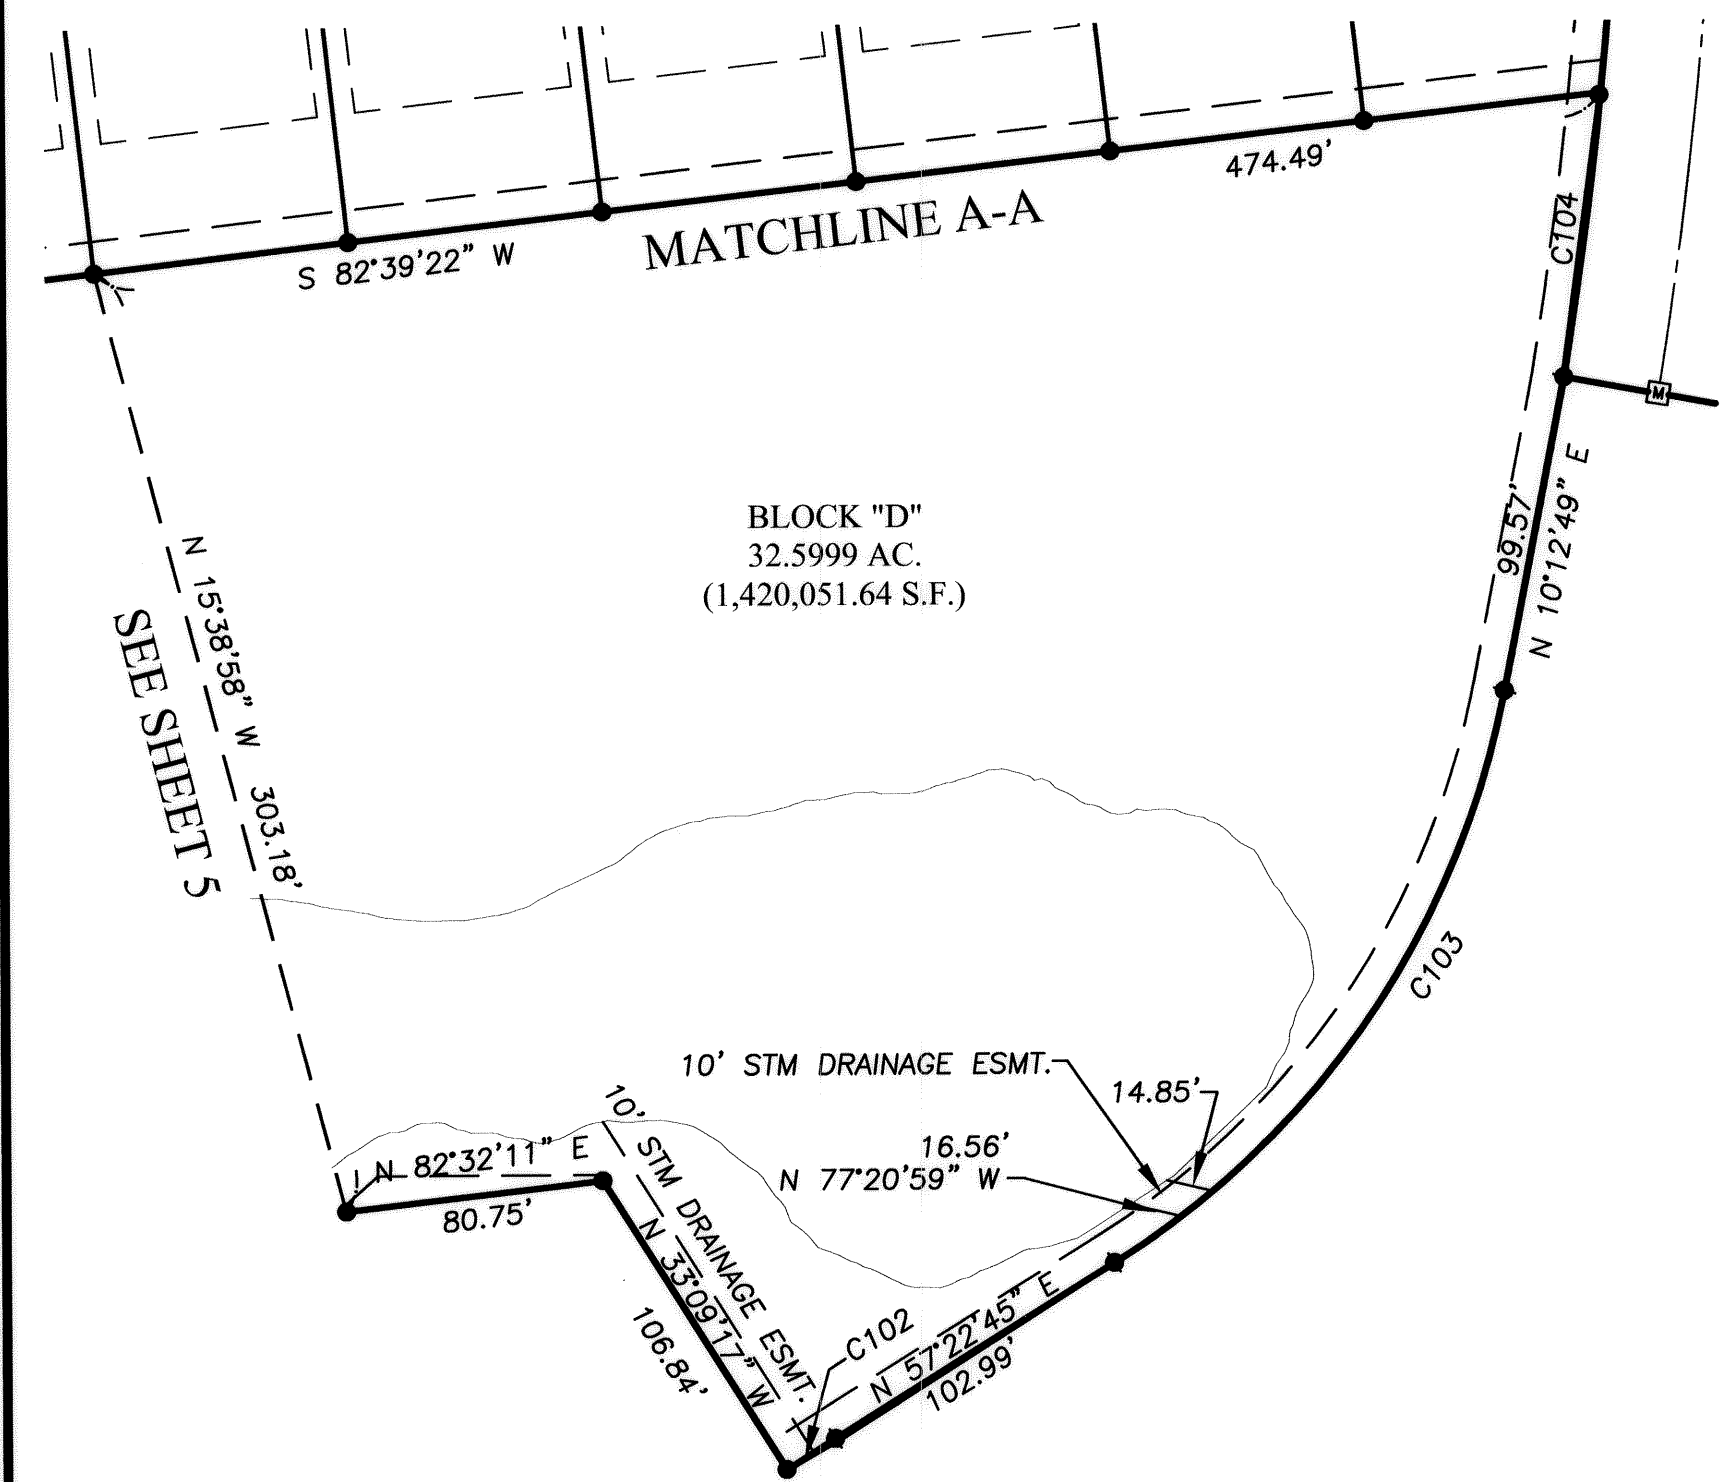 474.49'
S 82°39'22" W
MATCHLINE A-A
C104
M
99.57'
N 10°12'49" E
BLOCK "D"
32.5999 AC.
(1,420,051.64 S.F.)
N 15°38'58" W 303.18'
SEE SHEET 5
C103
10' STM DRAINAGE ESMT.
14.85'
16.56'
N 77°20'59" W
N 82°32'11" E
80.75'
10' STM DRAINAGE ESMT.
N 33°09'17" W
106.84'
C102
N 57°22'45" E
102.99'